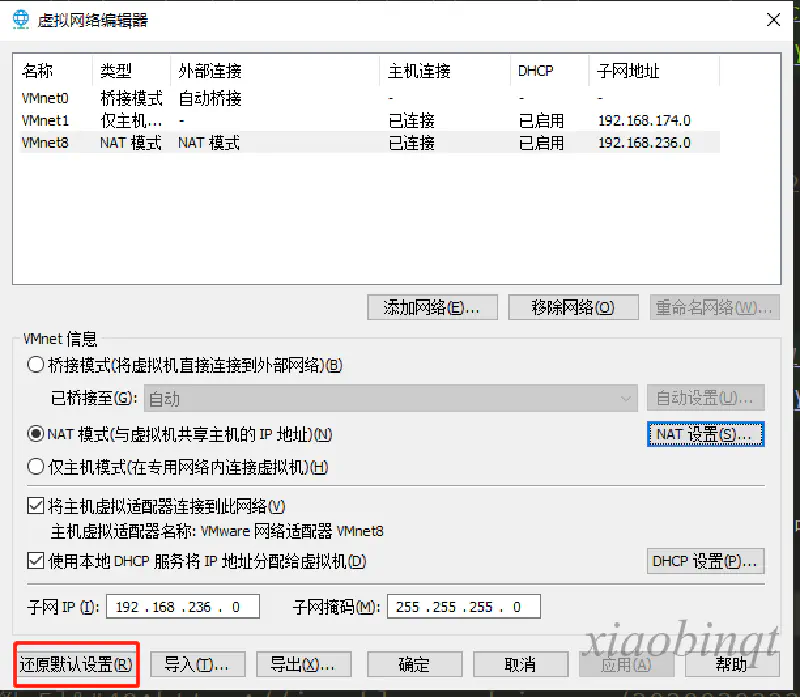 虚拟网络编辑器
名称 类型 外部连接 主机连接 DHCP 子网地址
VMnet0 桥接模式 自动桥接 - - -
VMnet1 仅主机... - 已连接 已启用 192.168.174.0
VMnet8 NAT 模式 NAT 模式 已连接 已启用 192.168.236.0
添加网络(E)... 移除网络(O) 重命名网络(W)...
VMnet 信息
桥接模式(将虚拟机直接连接到外部网络)(B)
已桥接至(G): 自动 自动设置(U)...
NAT 模式(与虚拟机共享主机的 IP 地址)(N) NAT 设置(S)...
仅主机模式(在专用网络内连接虚拟机)(H)
将主机虚拟适配器连接到此网络(V)
主机虚拟适配器名称: VMware 网络适配器 VMnet8
使用本地 DHCP 服务将 IP 地址分配给虚拟机(D) DHCP 设置(P)...
子网 IP (I): 192 . 168 . 236 . 0 子网掩码(M): 255 . 255 . 255 . 0
xiaobinqt
还原默认设置(R) 导入(T)... 导出(X)... 确定 取消 应用(A) 帮助